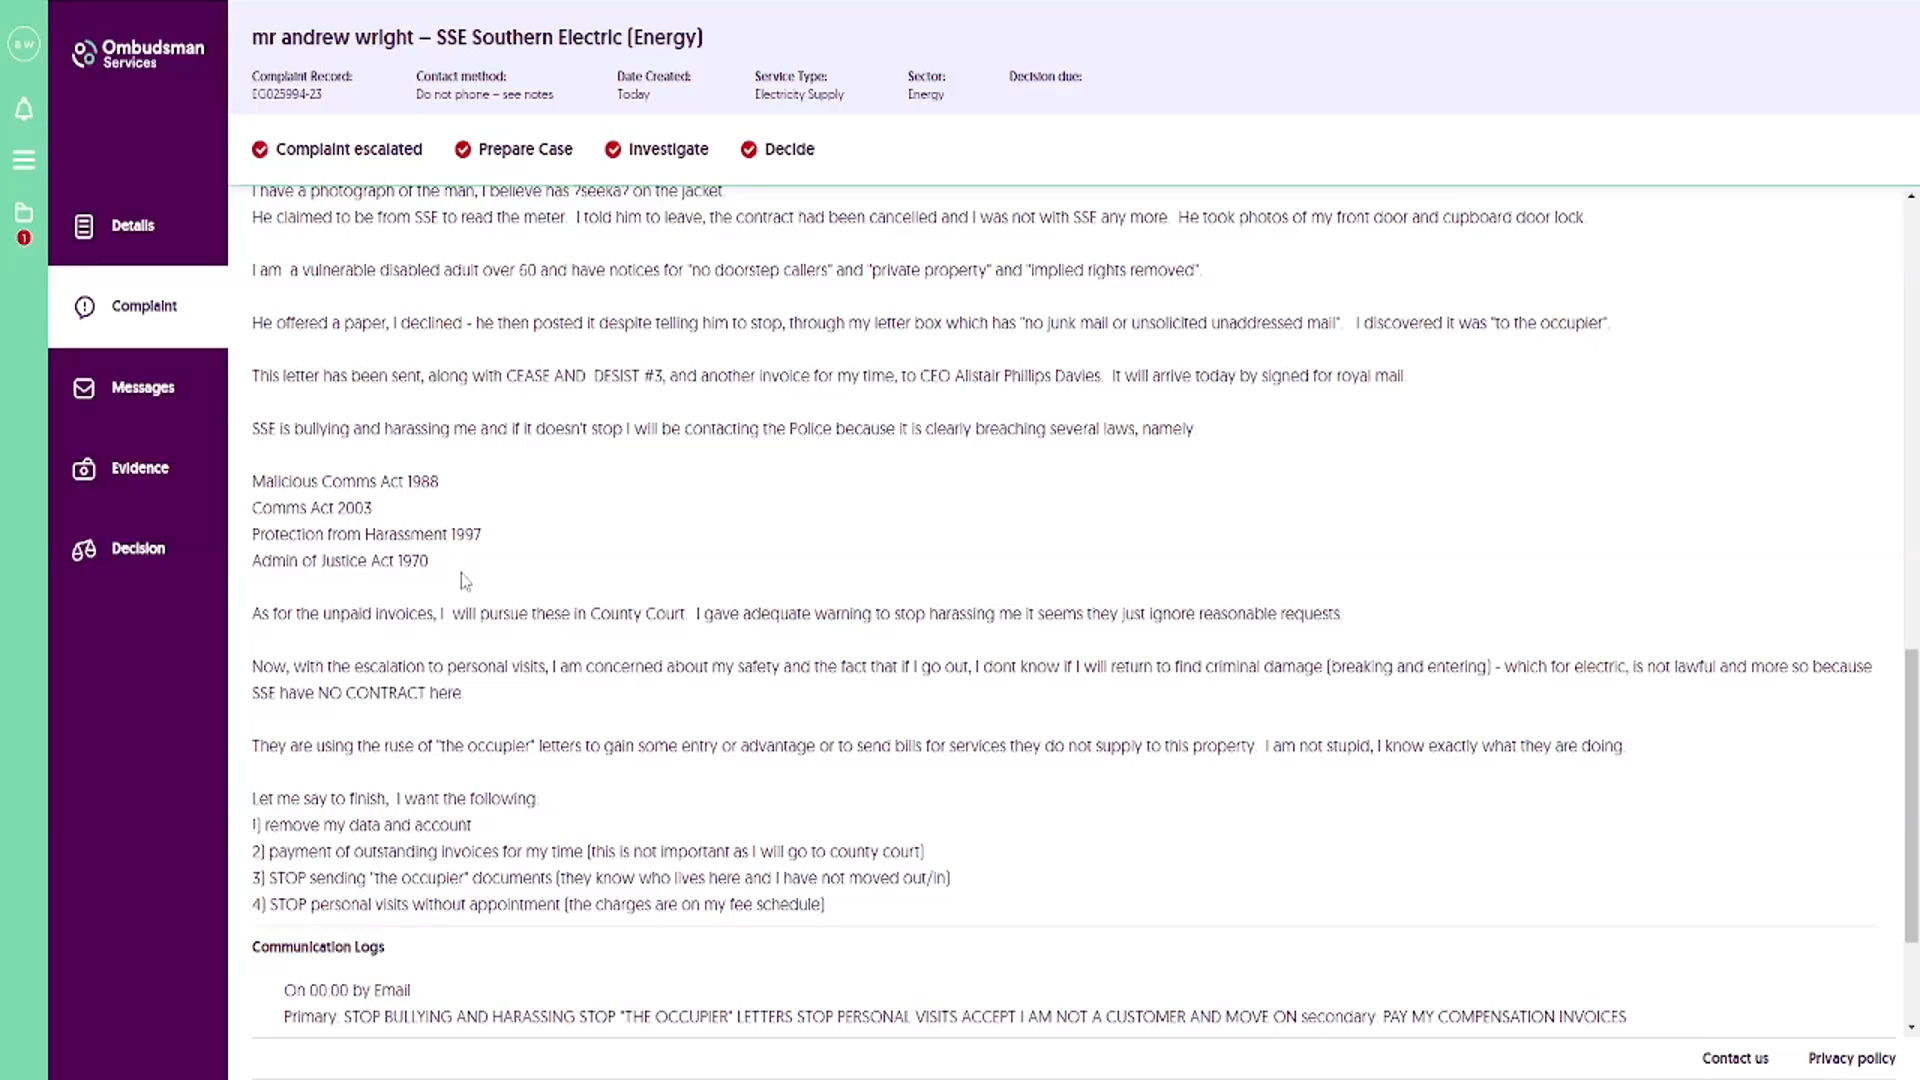 BW
Ombudsman
Services
mr andrew wright – SSE Southern Electric (Energy)
Complaint Record: Contact method: Date Created: Service Type: Sector: Decision due:
EG025994-23 Do not phone – see notes Today Electricity Supply Energy
Complaint escalated Prepare Case Investigate Decide
1
Details
Complaint
Messages
Evidence
Decision
I have a photograph of the man, I believe has ?seeka? on the jacket.
He claimed to be from SSE to read the meter. I told him to leave, the contract had been cancelled and I was not with SSE any more. He took photos of my front door and cupboard door lock.
I am a vulnerable disabled adult over 60 and have notices for "no doorstep callers" and "private property" and "implied rights removed".
He offered a paper, I declined - he then posted it despite telling him to stop, through my letter box which has "no junk mail or unsolicited unaddressed mail". I discovered it was "to the occupier".
This letter has been sent, along with CEASE AND DESIST #3, and another invoice for my time, to CEO Alistair Phillips Davies. It will arrive today by signed for royal mail.
SSE is bullying and harassing me and if it doesn't stop I will be contacting the Police because it is clearly breaching several laws, namely
Malicious Comms Act 1988
Comms Act 2003
Protection from Harassment 1997
Admin of Justice Act 1970
As for the unpaid invoices, I will pursue these in County Court. I gave adequate warning to stop harassing me it seems they just ignore reasonable requests.
Now, with the escalation to personal visits, I am concerned about my safety and the fact that if I go out, I dont know if I will return to find criminal damage (breaking and entering) - which for electric, is not lawful and more so because
SSE have NO CONTRACT here.
They are using the ruse of "the occupier" letters to gain some entry or advantage or to send bills for services they do not supply to this property. I am not stupid, I know exactly what they are doing.
Let me say to finish, I want the following:
1) remove my data and account
2) payment of outstanding invoices for my time (this is not important as I will go to county court)
3) STOP sending "the occupier" documents (they know who lives here and I have not moved out/in)
4) STOP personal visits without appointment (the charges are on my fee schedule)
Communication Logs
On 00:00 by Email
Primary: STOP BULLYING AND HARASSING STOP "THE OCCUPIER" LETTERS STOP PERSONAL VISITS ACCEPT I AM NOT A CUSTOMER AND MOVE ON secondary: PAY MY COMPENSATION INVOICES
Contact us Privacy policy